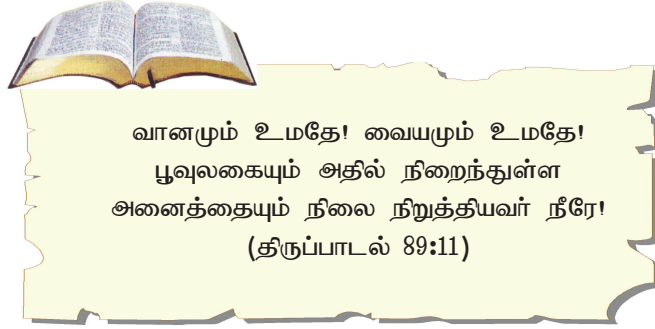 வானமும் உமதே! வையமும் உமதே!
பூவுலகையும் அதில் நிறைந்துள்ள
அனைத்தையும் நிலை நிறுத்தியவர் நீரே!
(திருப்பாடல் 89:11)